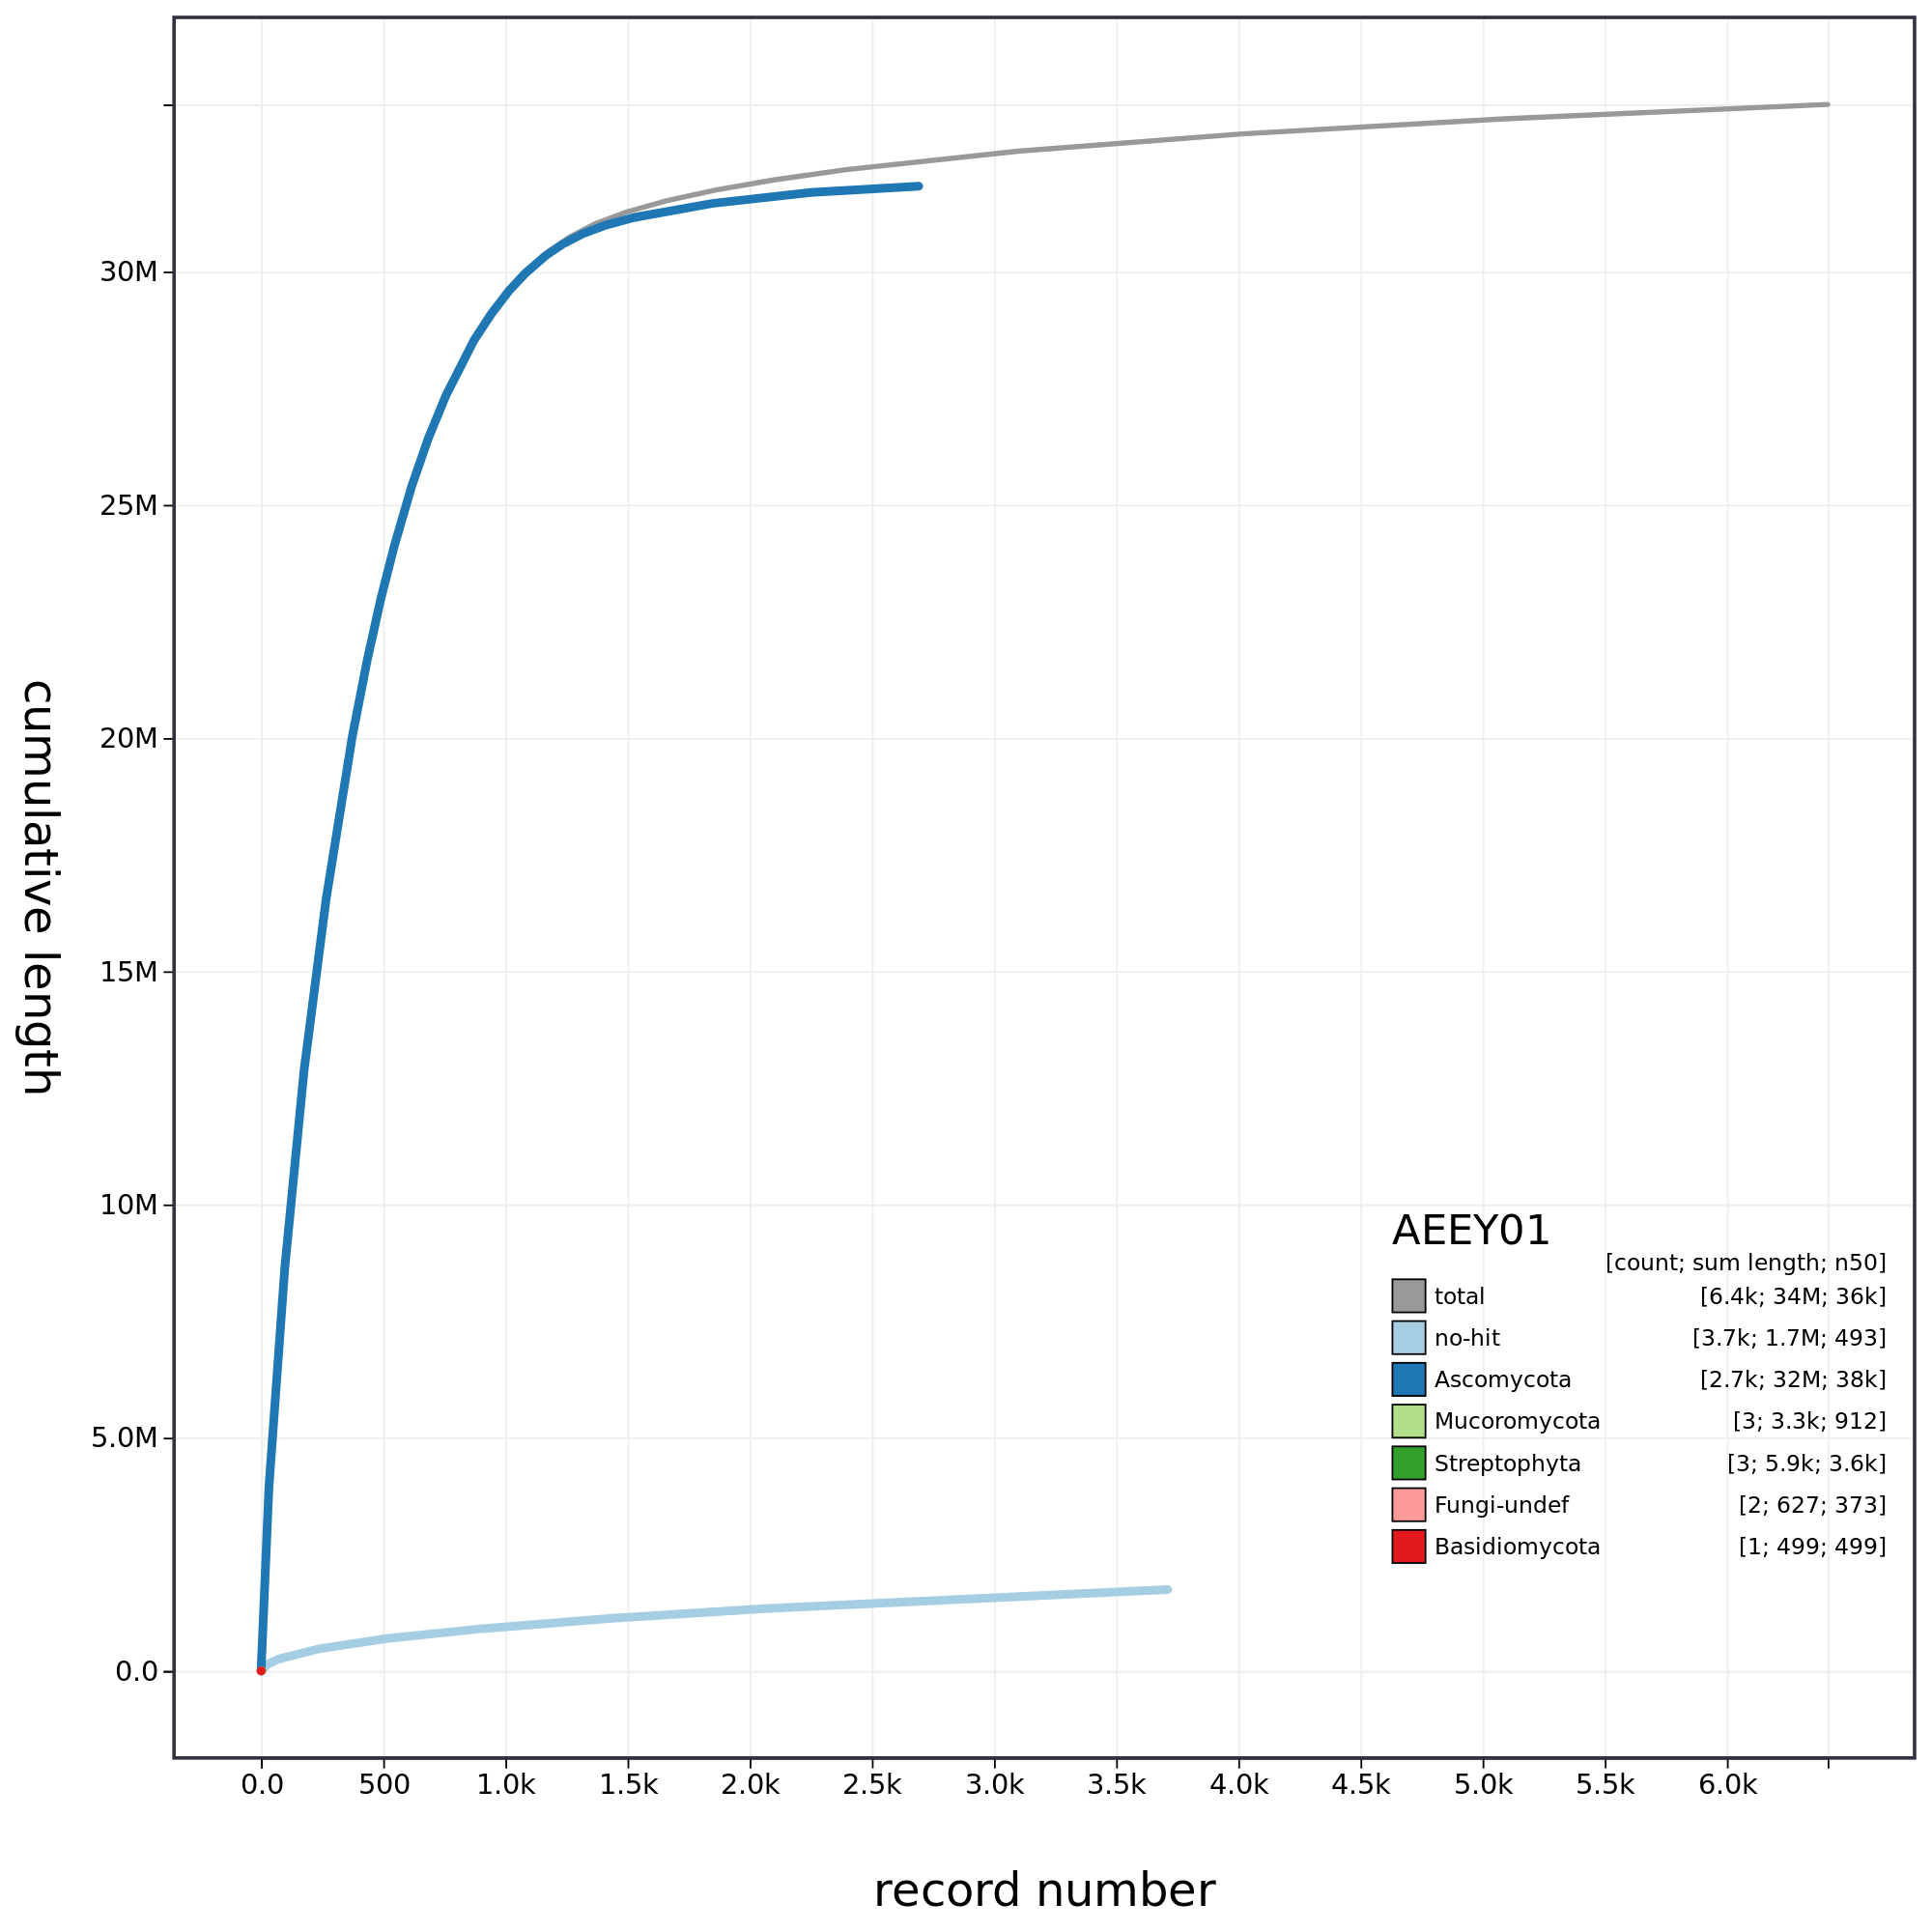 cumulative length
30M
25M
20M
15M
10M
5.0M
0.0
AEEY01
[count; sum length; n50]
total [6.4k; 34M; 36k]
no-hit [3.7k; 1.7M; 493]
Ascomycota [2.7k; 32M; 38k]
Mucoromycota [3; 3.3k; 912]
Streptophyta [3; 5.9k; 3.6k]
Fungi-undef [2; 627; 373]
Basidiomycota [1; 499; 499]
0.0 500 1.0k 1.5k 2.0k 2.5k 3.0k 3.5k 4.0k 4.5k 5.0k 5.5k 6.0k
record number